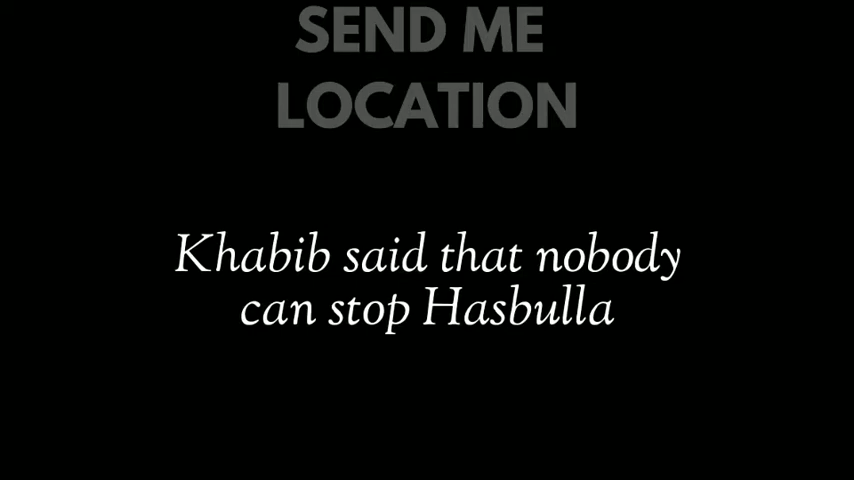 SEND ME
LOCATION
Khabib said that nobody
can stop Hasbulla